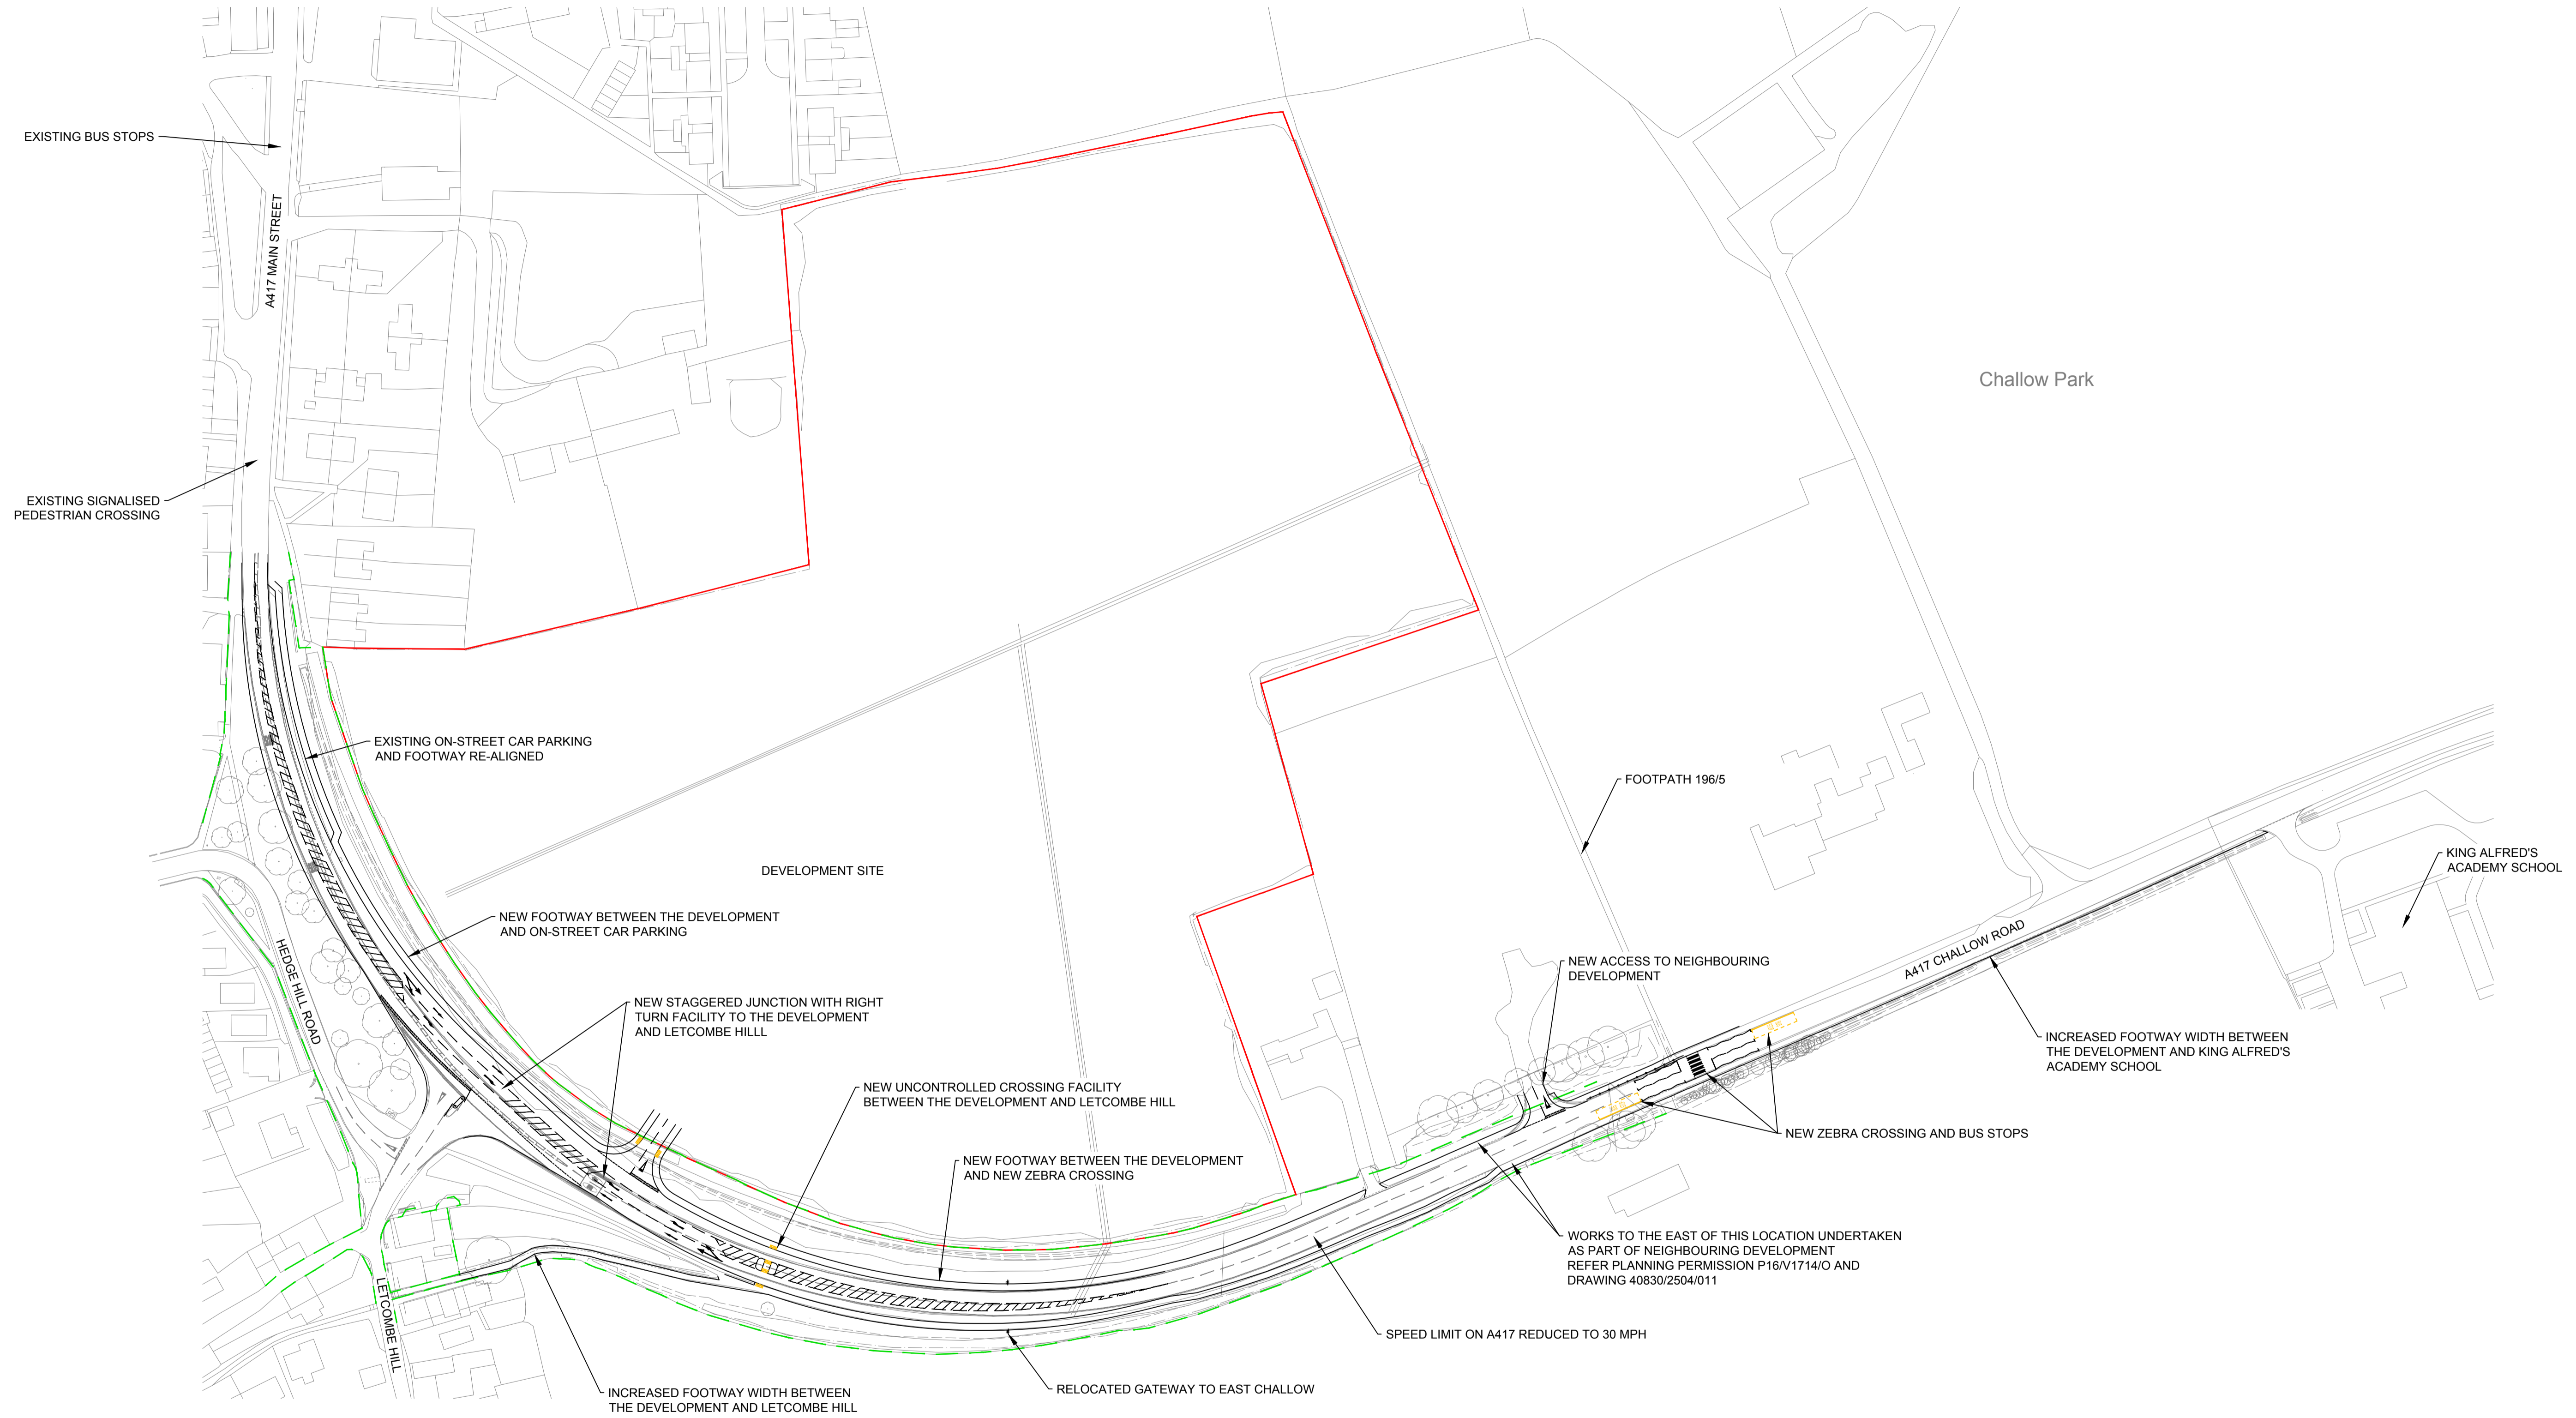 EXISTING BUS STOPS
A417 MAIN STREET
Challow Park
EXISTING SIGNALISED
PEDESTRIAN CROSSING
EXISTING ON-STREET CAR PARKING
AND FOOTWAY RE-ALIGNED
FOOTPATH 196/5
DEVELOPMENT SITE
KING ALFRED'S
ACADEMY SCHOOL
NEW FOOTWAY BETWEEN THE DEVELOPMENT
AND ON-STREET CAR PARKING
HEDGE HILL ROAD
A417 CHALLOW ROAD
NEW ACCESS TO NEIGHBOURING
DEVELOPMENT
NEW STAGGERED JUNCTION WITH RIGHT
TURN FACILITY TO THE DEVELOPMENT
AND LETCOMBE HILLL
INCREASED FOOTWAY WIDTH BETWEEN
THE DEVELOPMENT AND KING ALFRED'S
ACADEMY SCHOOL
NEW UNCONTROLLED CROSSING FACILITY
BETWEEN THE DEVELOPMENT AND LETCOMBE HILL
NEW ZEBRA CROSSING AND BUS STOPS
NEW FOOTWAY BETWEEN THE DEVELOPMENT
AND NEW ZEBRA CROSSING
WORKS TO THE EAST OF THIS LOCATION UNDERTAKEN
AS PART OF NEIGHBOURING DEVELOPMENT
REFER PLANNING PERMISSION P16/V1714/O AND
DRAWING 40830/2504/011
LETCOMBE HILL
SPEED LIMIT ON A417 REDUCED TO 30 MPH
RELOCATED GATEWAY TO EAST CHALLOW
INCREASED FOOTWAY WIDTH BETWEEN
THE DEVELOPMENT AND LETCOMBE HILL